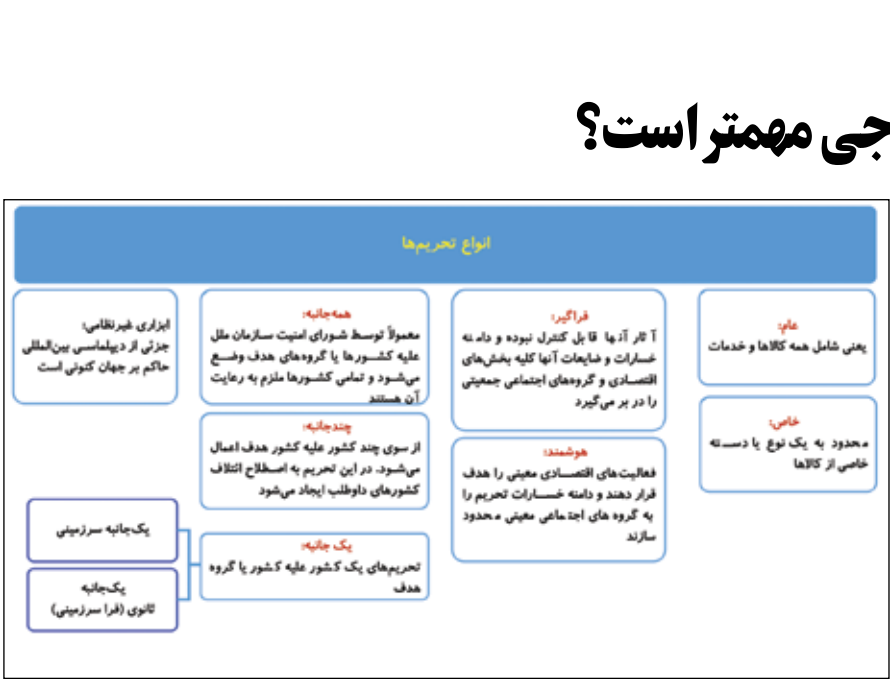 جی مهمتر است؟
انواع تحریم‌ها
عام:
یعنی شامل همه کالاها و خدمات
خاص:
محدود به یک نوع یا دسته
خاصی از کالاها
فراگیر:
آثار آنها قابل کنترل نبوده و دامنه
خسارات و ضایعات آنها کلیه بخش‌های
اقتصادی و گروه‌های اجتماعی جمعیتی
را در بر می‌گیرد
هوشمند:
فعالیت‌های اقتصادی معینی را هدف
قرار دهند و دامنه خسارات تحریم را
به گروه های اجتماعی معینی محدود
سازند
همه‌جانبه:
معمولاً توسط شورای امنیت سازمان ملل
علیه کشورها یا گروه‌های هدف وضع
می‌شود و تمامی کشورها ملزم به رعایت
آن هستند
چندجانبه:
از سوی چند کشور علیه کشور هدف اعمال
می‌شود. در این تحریم به اصطلاح ائتلاف
کشورهای داوطلب ایجاد می‌شود
یک جانبه:
تحریم‌های یک کشور علیه کشور یا گروه
هدف
ابزاری غیرنظامی:
جزئی از دیپلماسی بین‌المللی
حاکم بر جهان کنونی است
یک‌جانبه سرزمینی
یک‌جانبه
ثانوی (فرا سرزمینی)